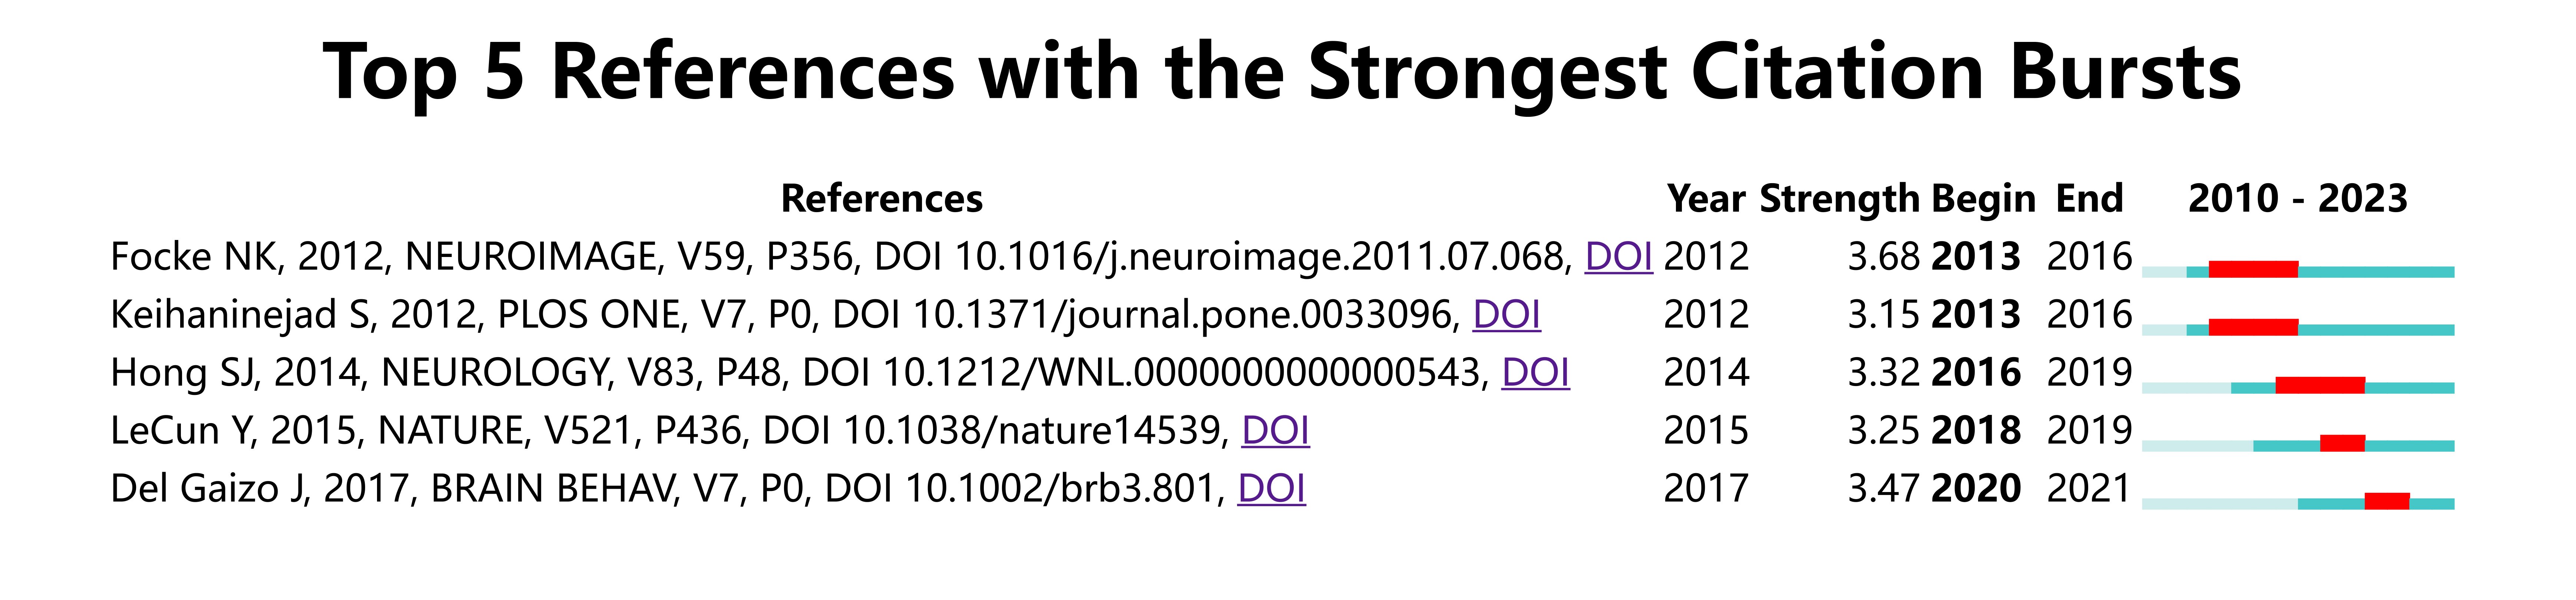 Top 5 References with the Strongest Citation Bursts
References Year Strength Begin End 2010 - 2023
Focke NK, 2012, NEUROIMAGE, V59, P356, DOI 10.1016/j.neuroimage.2011.07.068, DOI 2012 3.68 2013 2016
Keihaninejad S, 2012, PLOS ONE, V7, P0, DOI 10.1371/journal.pone.0033096, DOI 2012 3.15 2013 2016
Hong SJ, 2014, NEUROLOGY, V83, P48, DOI 10.1212/WNL.0000000000000543, DOI 2014 3.32 2016 2019
LeCun Y, 2015, NATURE, V521, P436, DOI 10.1038/nature14539, DOI 2015 3.25 2018 2019
Del Gaizo J, 2017, BRAIN BEHAV, V7, P0, DOI 10.1002/brb3.801, DOI 2017 3.47 2020 2021